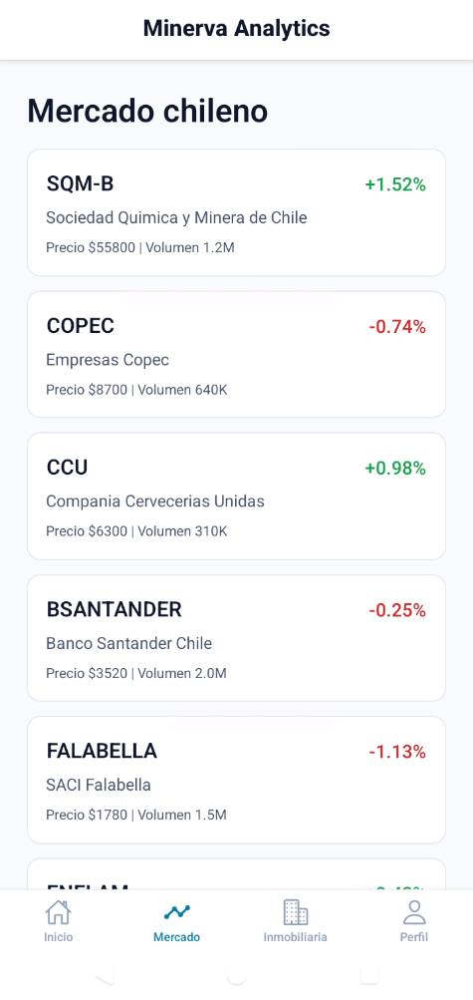 Minerva Analytics
Mercado chileno
SQM-B
+1.52%
Sociedad Quimica y Minera de Chile
Precio $55800 | Volumen 1.2M
COPEC
-0.74%
Empresas Copec
Precio $8700 | Volumen 640K
CCU
+0.98%
Compania Cervecerias Unidas
Precio $6300 | Volumen 310K
BSANTANDER
-0.25%
Banco Santander Chile
Precio $3520 | Volumen 2.0M
FALABELLA
-1.13%
SACI Falabella
Precio $1780 | Volumen 1.5M
Inicio
Mercado
Inmobiliaria
Perfil